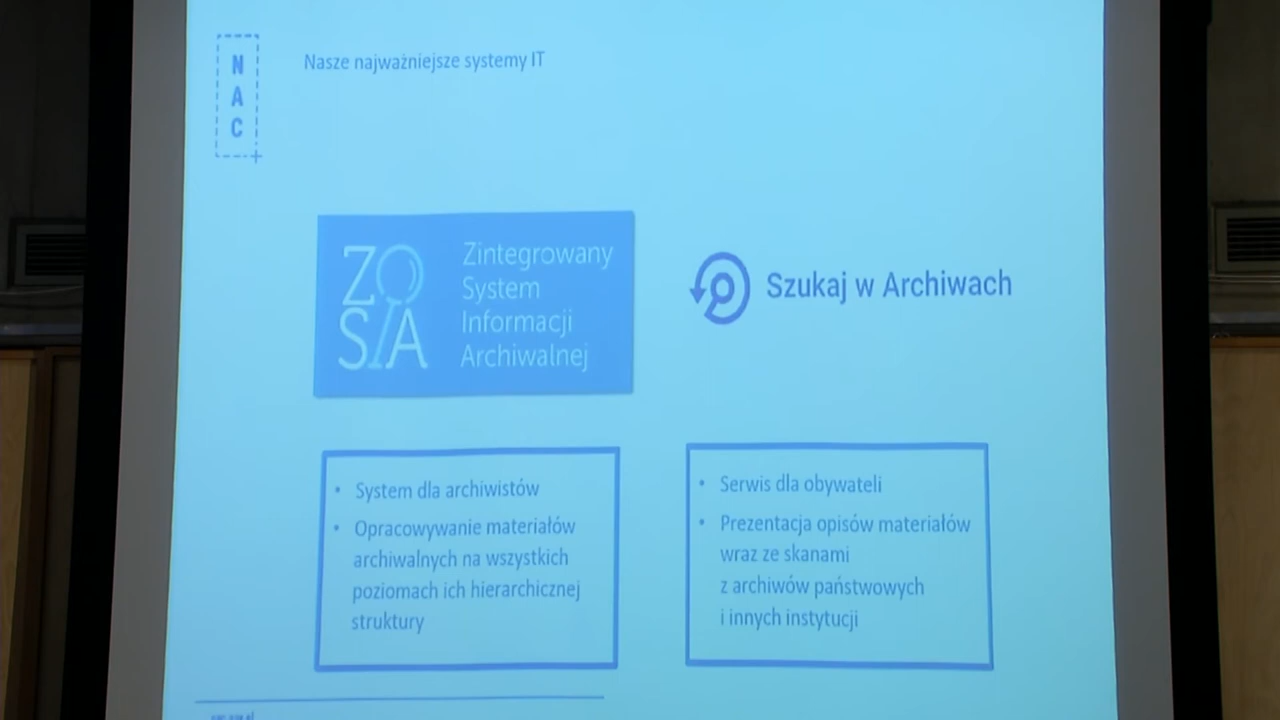 N
A
C
Nasze najważniejsze systemy IT
ZO
SIA
Zintegrowany
System
Informacji
Archiwalnej
Szukaj w Archiwach
• System dla archiwistów
• Opracowywanie materiałów
archiwalnych na wszystkich
poziomach ich hierarchicznej
struktury
• Serwis dla obywateli
• Prezentacja opisów materiałów
wraz ze skanami
z archiwów państwowych
i innych instytucji